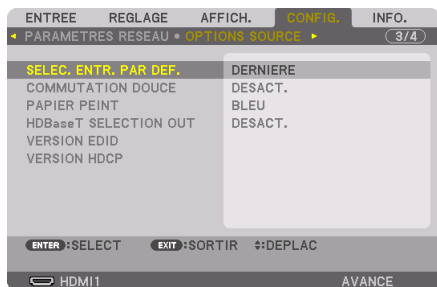 ENTREE REGLAGE AFFICH. CONFIG. INFO.
PARAMETRES RESEAU • OPTIONS SOURCE 3/4
SELEC. ENTR. PAR DEF. DERNIERE
COMMUTATION DOUCE DESACT.
PAPIER PEINT BLEU
HDBaseT SELECTION OUT DESACT.
VERSION EDID
VERSION HDCP
ENTER :SELECT EXIT :SORTIR :DEPLAC
HDMI1 AVANCE